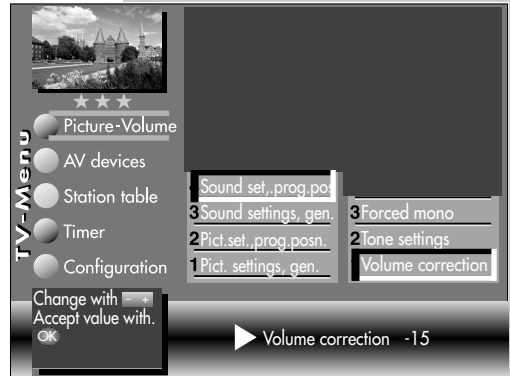 TV-Menu
Picture-Volume
AV devices
Station table
Timer
Configuration
Change with - +
Accept value with.
OK
4 Sound set,.prog.pos
3 Sound settings, gen.
2 Pict.set.,prog.posn.
1 Pict. settings, gen.
3 Forced mono
2 Tone settings
1 Volume correction
Volume correction -15